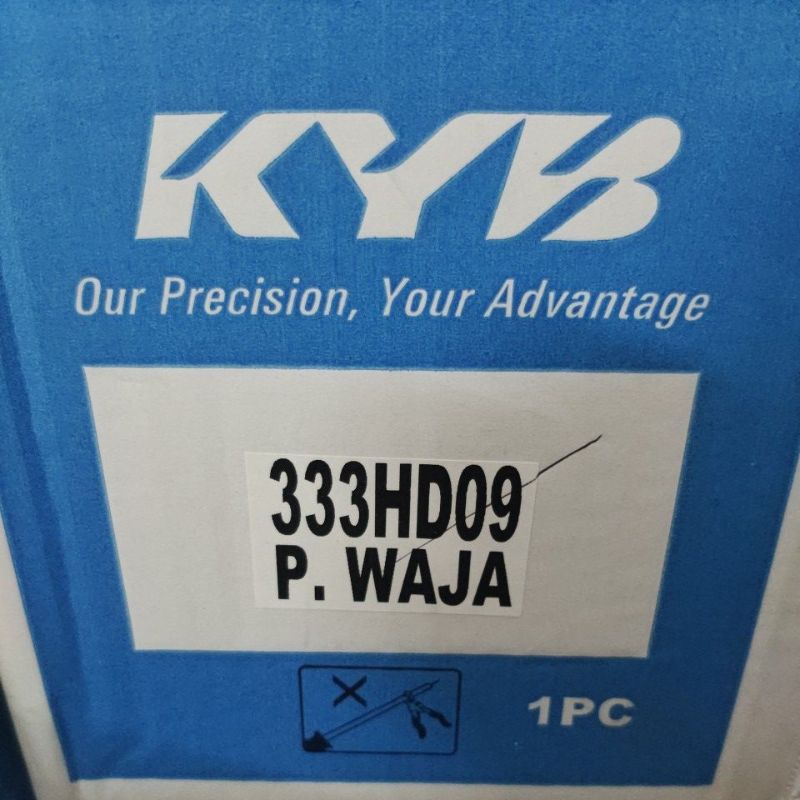 KYB
Our Precision, Your Advantage
333HD09
P. WAJA
1PC